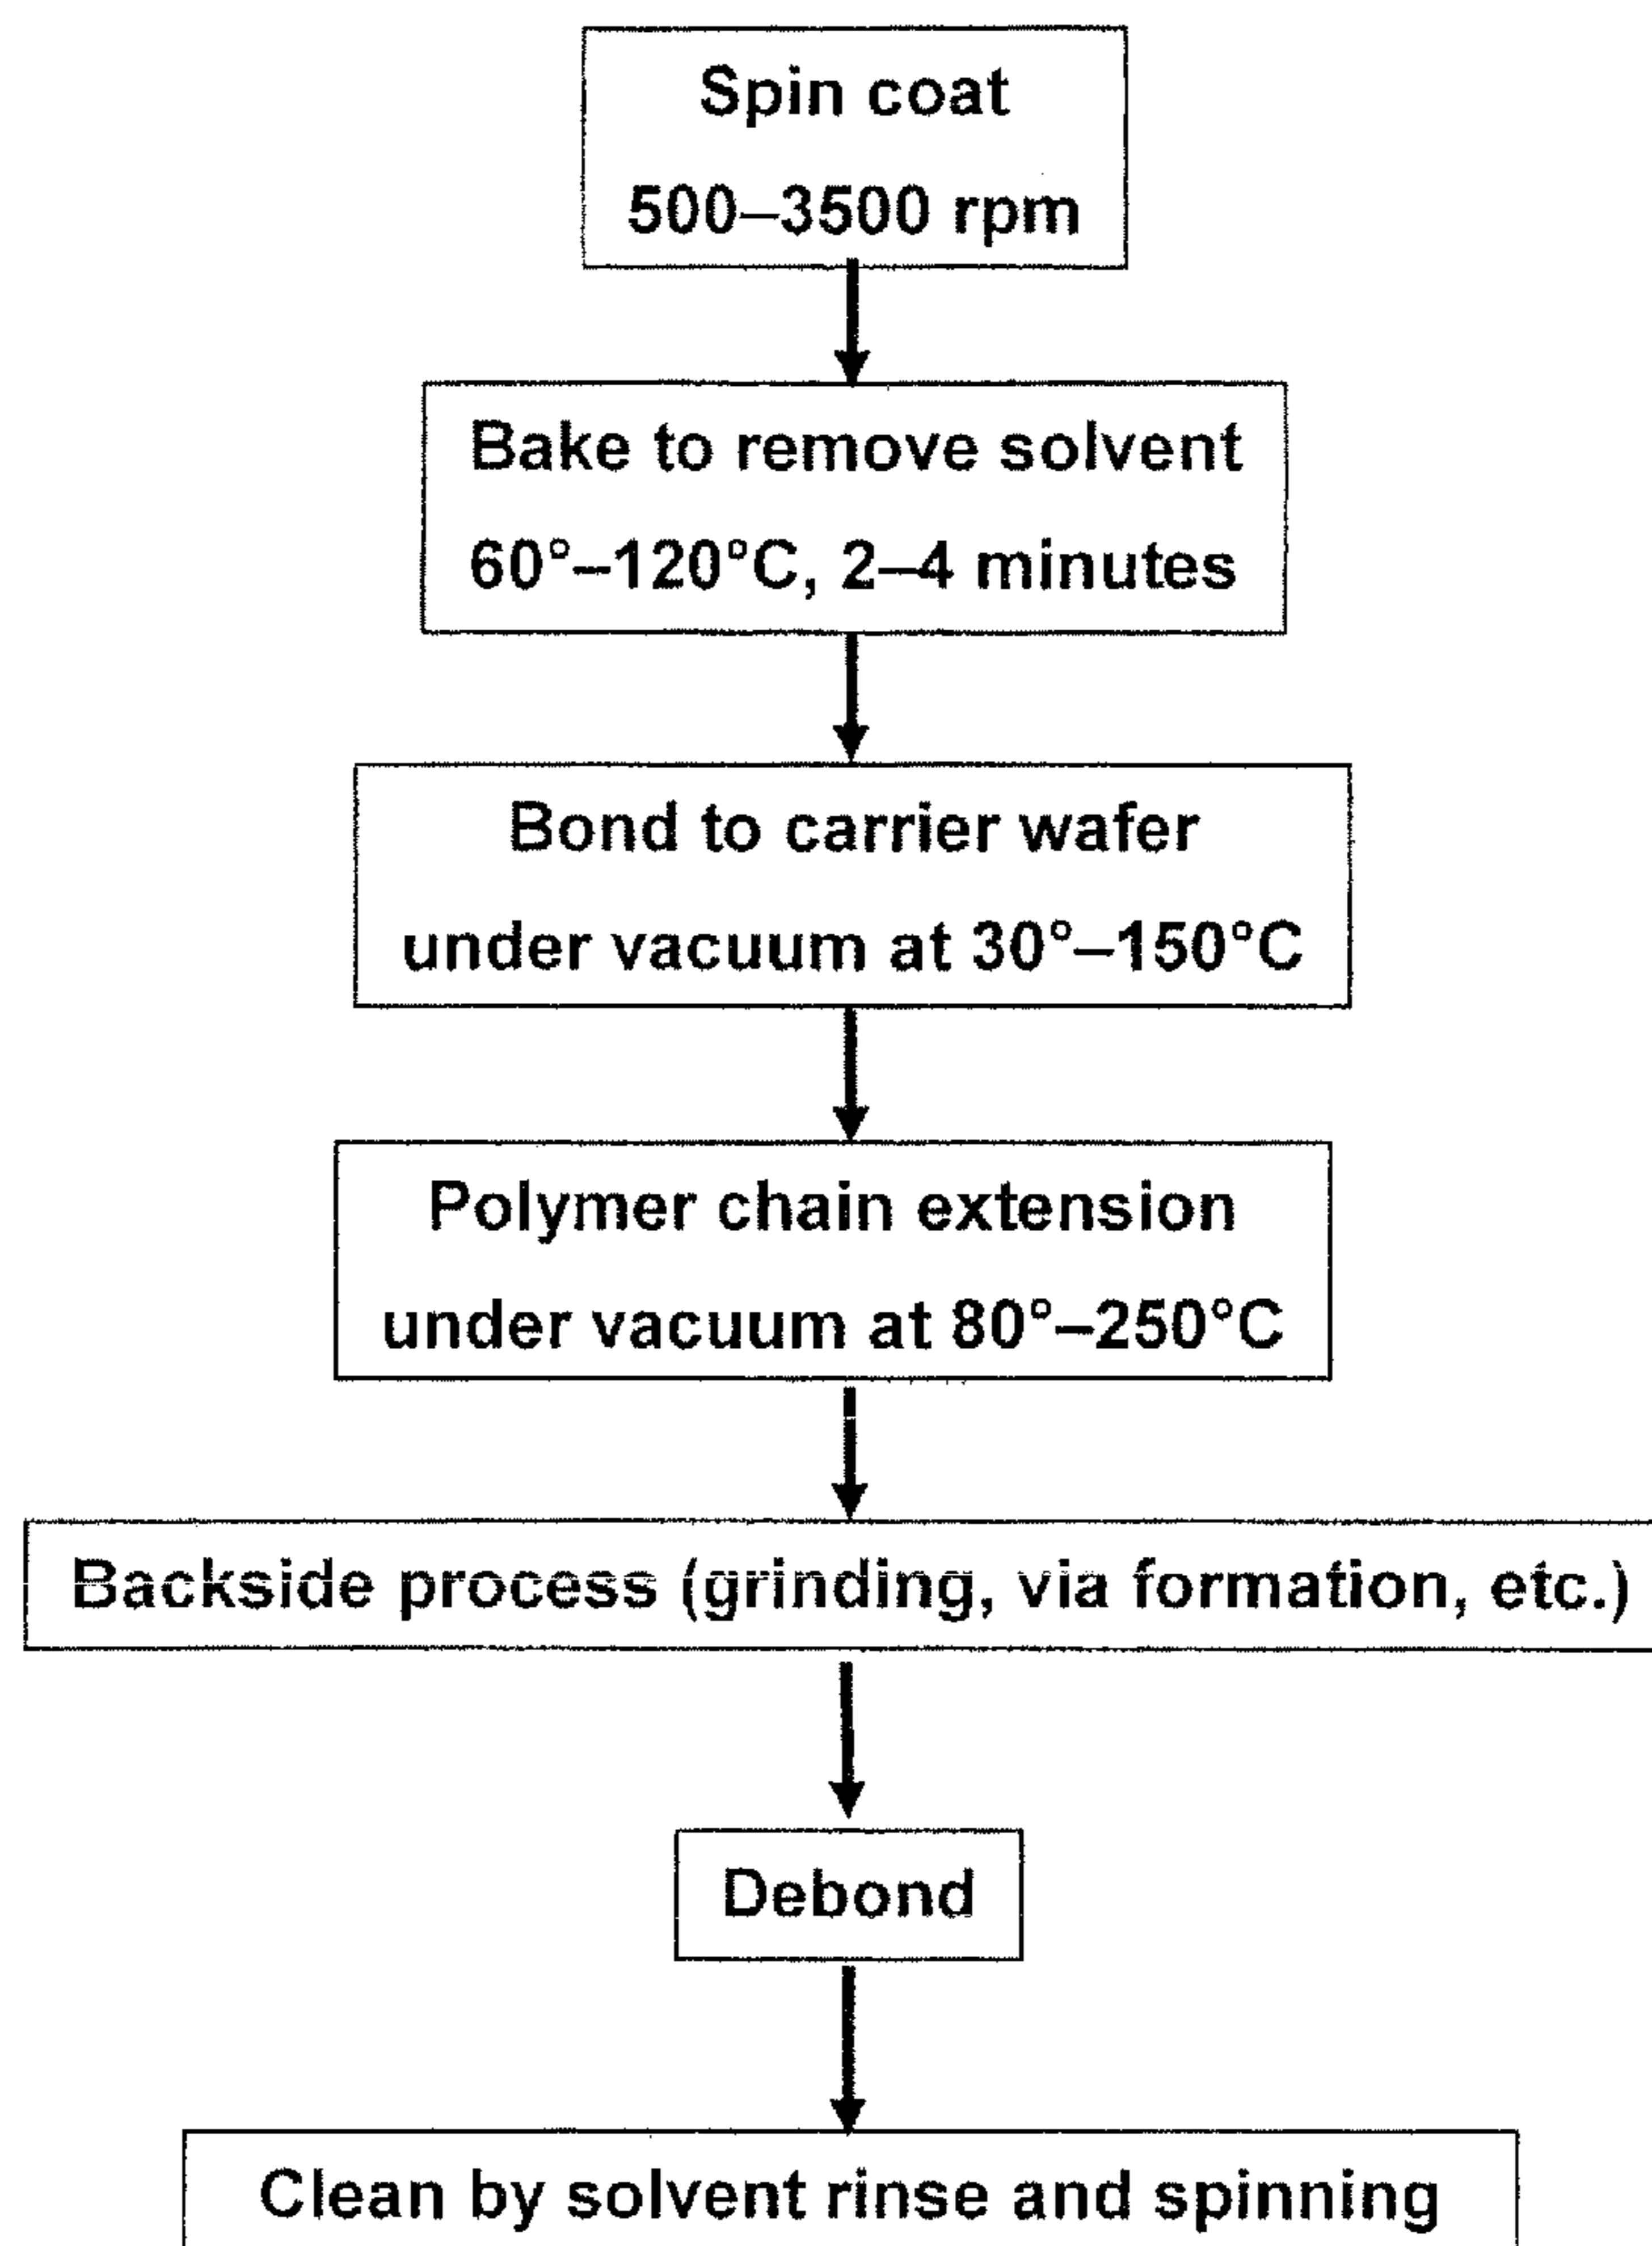 Spin coat
500–3500 rpm
Bake to remove solvent
60°–120°C, 2–4 minutes
Bond to carrier wafer
under vacuum at 30°–150°C
Polymer chain extension
under vacuum at 80°–250°C
Backside process (grinding, via formation, etc.)
Debond
Clean by solvent rinse and spinning